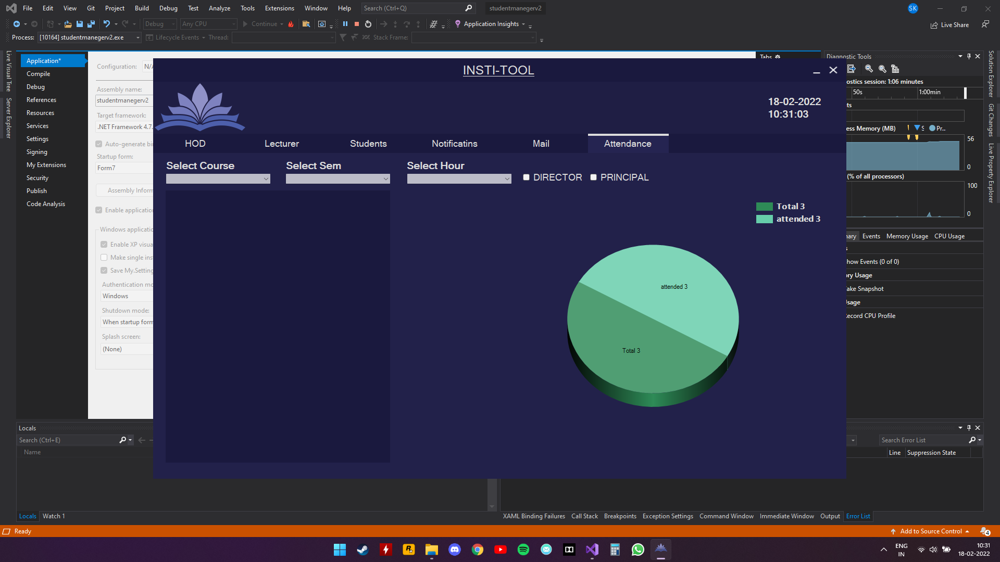 File Edit View Git Project Build Debug Test Analyze Tools Extensions Window Help Search (Ctrl+Q) studentmanegerv2 SK
Debug Any CPU Continue Application Insights Live Share
Process: [10164] studentmanegerv2.exe Lifecycle Events Thread: Stack Frame:
Live Visual Tree
Server Explorer
Application*
Compile
Debug
References
Resources
Services
Settings
Signing
My Extensions
Security
Publish
Code Analysis
Configuration: N/A
Assembly name:
studentmanegerv2
Target framework:
.NET Framework 4.7.
Auto-generate bin
Startup form:
Form7
Assembly Inform
Enable application
Windows applicatio
Enable XP visua
Make single inst
Save My.Setting
Authentication mo
Windows
Shutdown mode:
When startup form
Splash screen:
(None)
Tabs
INSTI-TOOL
18-02-2022
10:31:03
HOD Lecturer Students Notificatins Mail Attendance
Select Course Select Sem Select Hour
DIRECTOR PRINCIPAL
Total 3
attended 3
attended 3
Total 3
Diagnostic Tools
ostics session: 1:06 minutes
50s 1:00min
ts
ess Memory (MB) S Pr...
56
0
(% of all processors)
100
0
nary Events Memory Usage CPU Usage
s
how Events (0 of 0)
ory Usage
ake Snapshot
sage
ecord CPU Profile
Solution Explorer
Git Changes
Live Property Explorer
Locals
Search (Ctrl+E)
Name
Locals Watch 1
Search Error List
Line Suppression State
XAML Binding Failures Call Stack Breakpoints Exception Settings Command Window Immediate Window Output Error List
Ready Add to Source Control 4
ENG
IN
10:31
18-02-2022